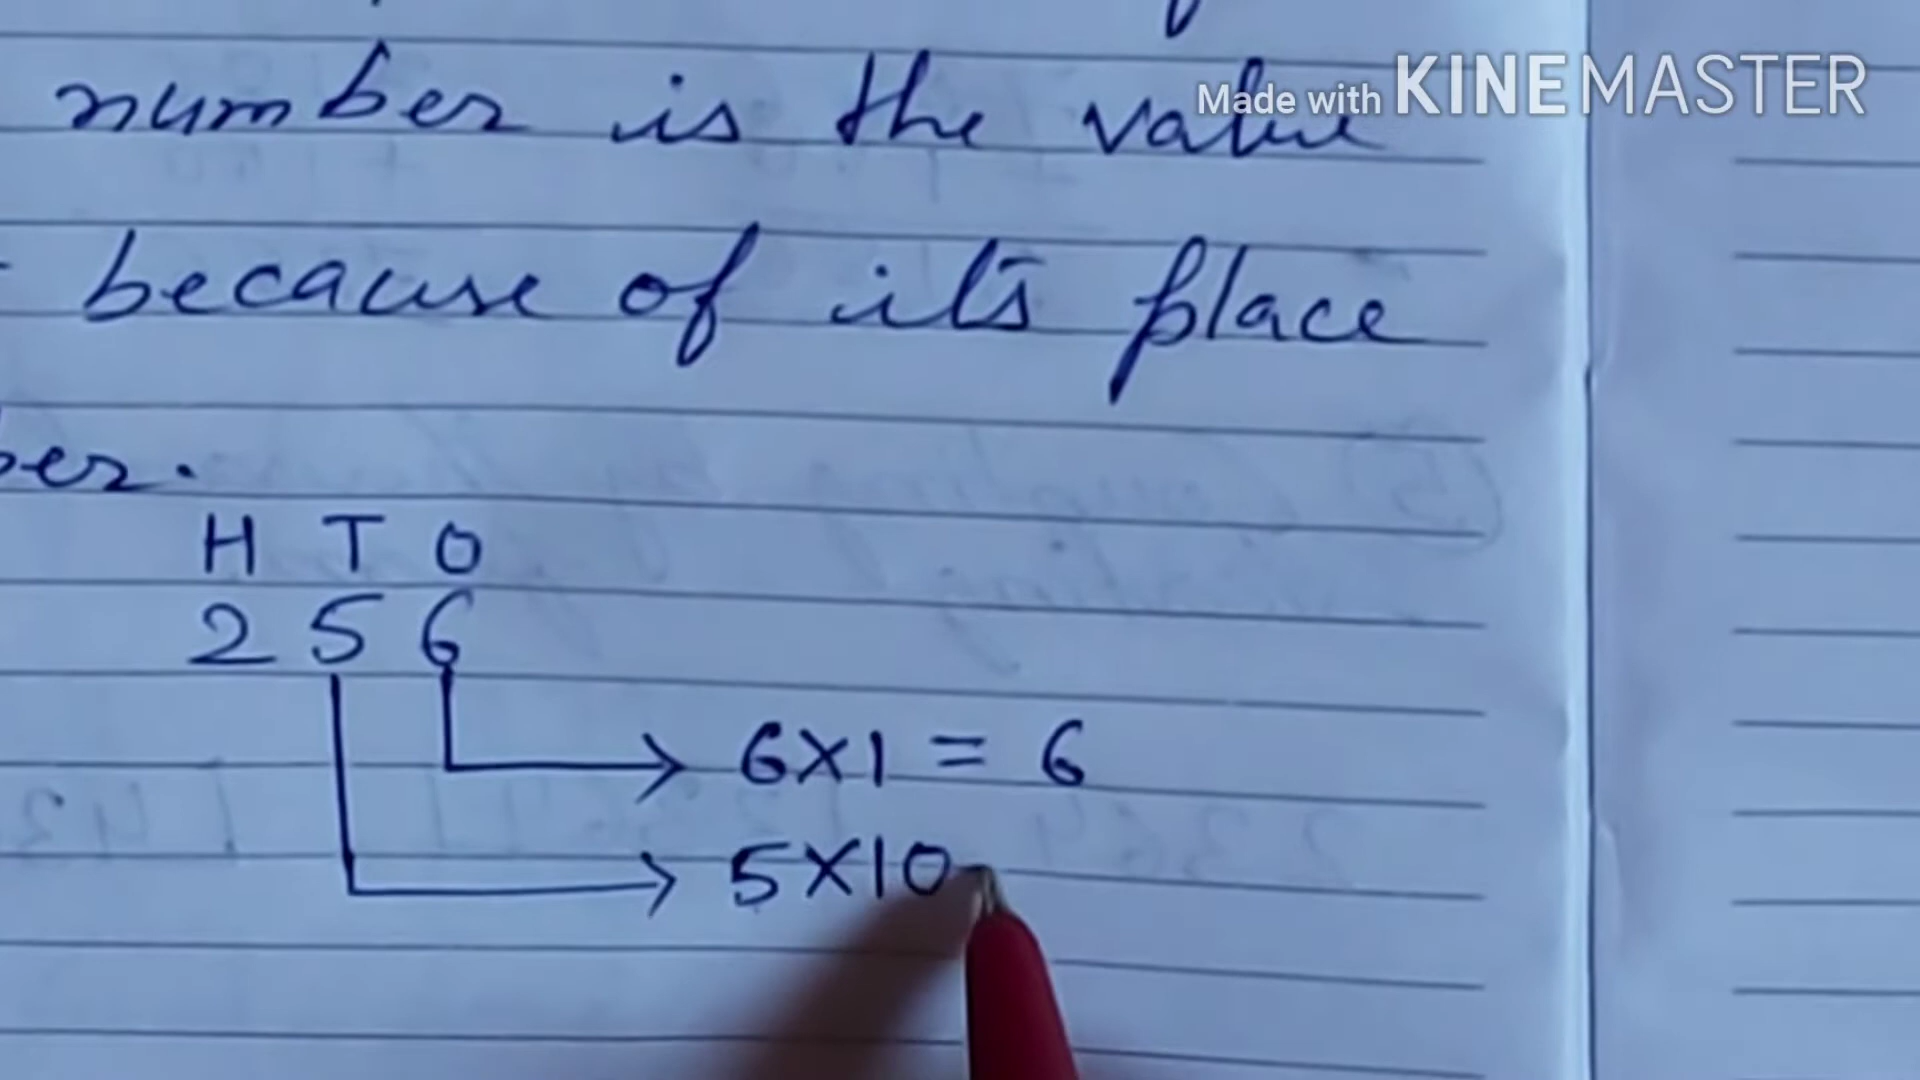 Made with KINEMASTER
number is the value
because of its place
ber.
H T O
2 5 6
6×1 = 6
5×10